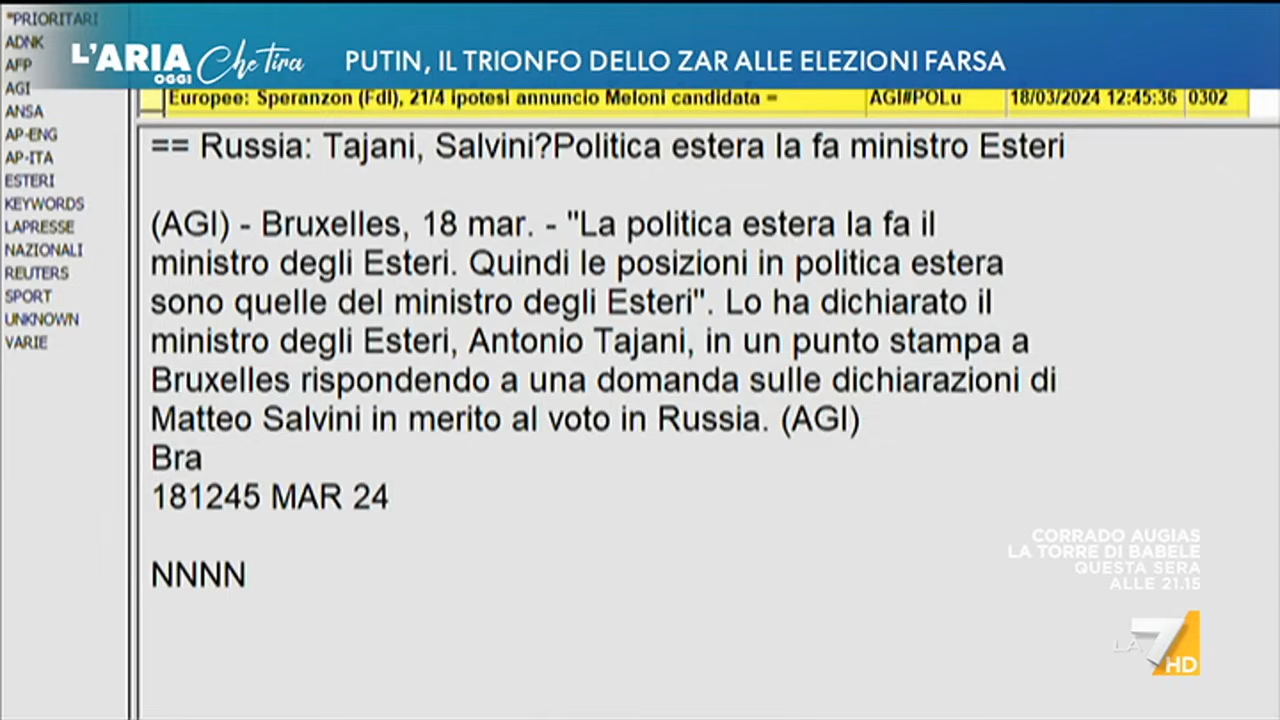 *PRIORITARI
ADNK
AFP
AGI
ANSA
AP-ENG
AP-ITA
ESTERI
KEYWORDS
LAPRESSE
NAZIONALI
REUTERS
SPORT
UNKNOWN
VARIE
L'ARIA Che tira
OGGI
PUTIN, IL TRIONFO DELLO ZAR ALLE ELEZIONI FARSA
Europee: Speranzon (FdI), 21/4 ipotesi annuncio Meloni candidata = AGI#POLu 18/03/2024 12:45:36 0302
== Russia: Tajani, Salvini?Politica estera la fa ministro Esteri
(AGI) - Bruxelles, 18 mar. - "La politica estera la fa il
ministro degli Esteri. Quindi le posizioni in politica estera
sono quelle del ministro degli Esteri". Lo ha dichiarato il
ministro degli Esteri, Antonio Tajani, in un punto stampa a
Bruxelles rispondendo a una domanda sulle dichiarazioni di
Matteo Salvini in merito al voto in Russia. (AGI)
Bra
181245 MAR 24
NNNN
CORRADO AUGIAS
LA TORRE DI BABELE
QUESTA SERA
ALLE 21.15
LA 7 HD